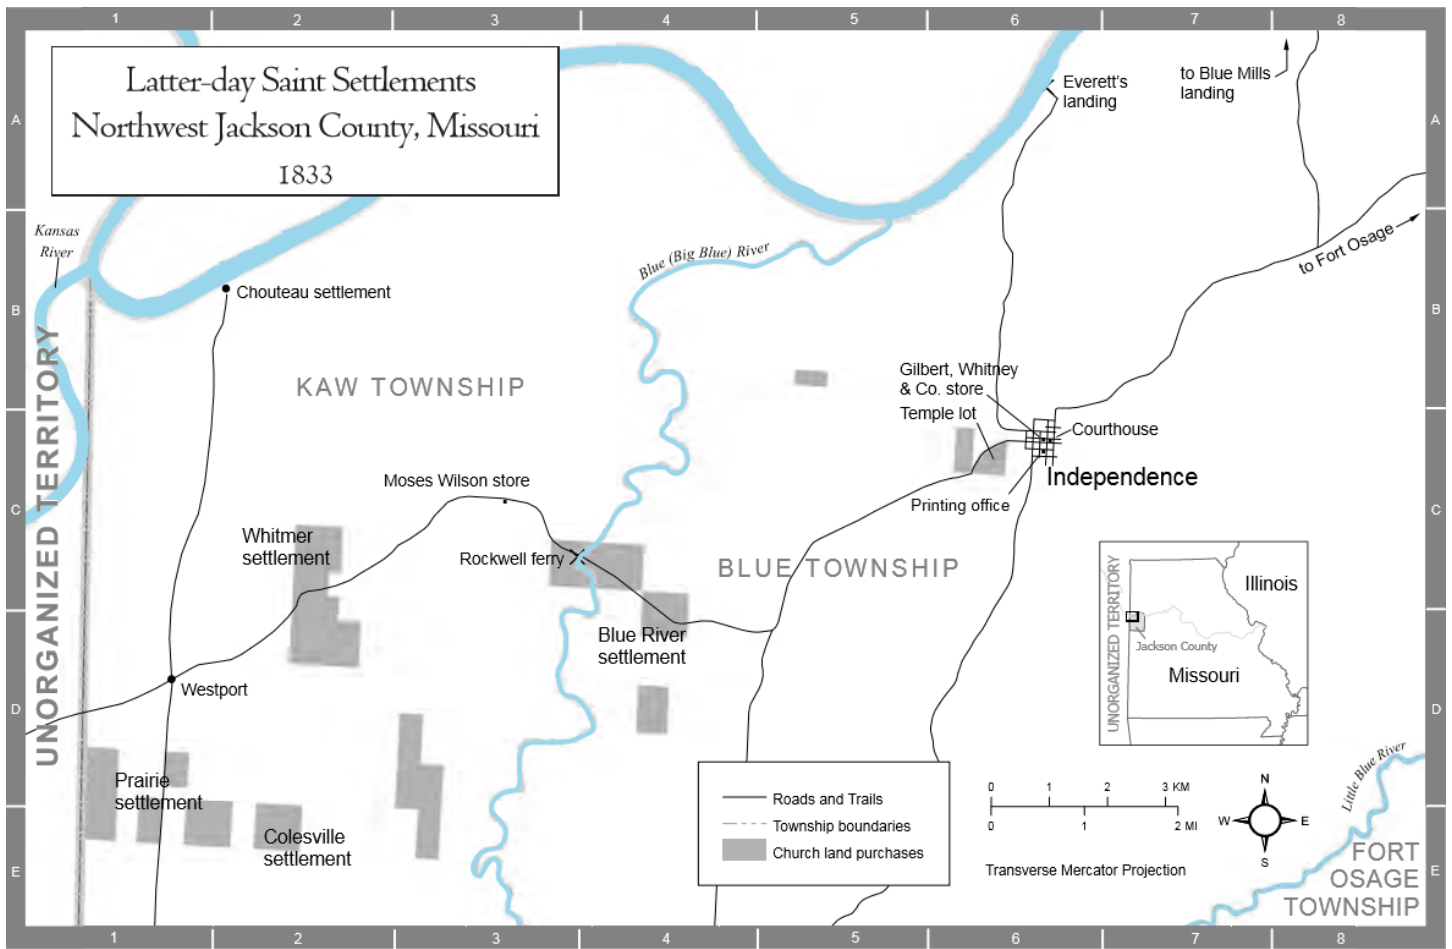 1 2 3 4 5 6 7 8
Latter-day Saint Settlements
Northwest Jackson County, Missouri
1833
A
A
Everett's
landing
to Blue Mills
landing
Kansas
River
Blue (Big Blue) River
to Fort Osage
Chouteau settlement
B
B
UNORGANIZED TERRITORY
KAW TOWNSHIP
Gilbert, Whitney
& Co. store
Temple lot
Courthouse
Independence
Printing office
Moses Wilson store
C
C
Whitmer
settlement
Rockwell ferry
BLUE TOWNSHIP
Blue River
settlement
UNORGANIZED TERRITORY
Illinois
Jackson County
Missouri
Westport
D
D
Prairie
settlement
Colesville
settlement
Roads and Trails
Township boundaries
Church land purchases
0 1 2 3 KM
0 1 2 MI
Transverse Mercator Projection
N
W E
S
Little Blue River
E
E
FORT
OSAGE
TOWNSHIP
1 2 3 4 5 6 7 8